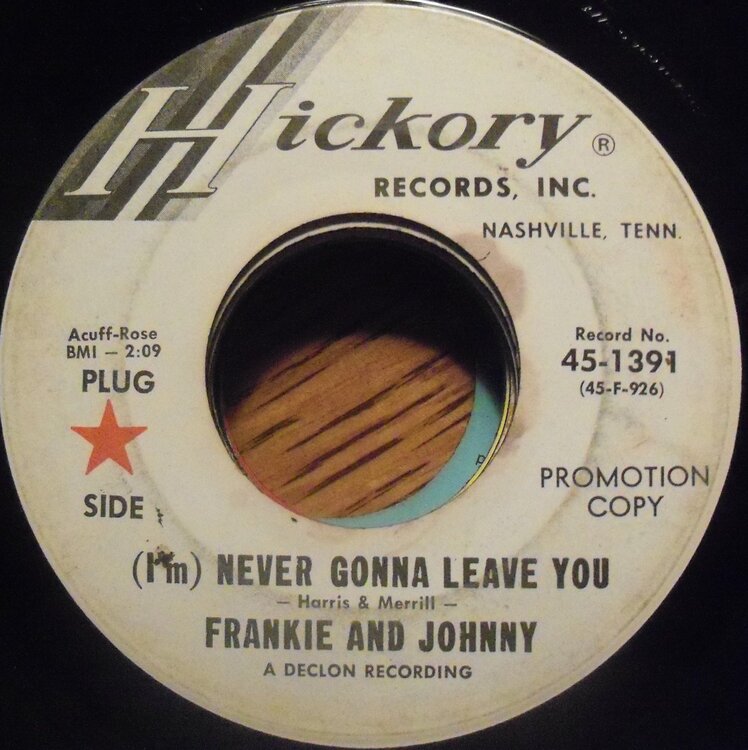 Hickory ®
RECORDS, INC.
NASHVILLE, TENN.
Acuff-Rose
BMI — 2:09
PLUG
SIDE
Record No.
45-1391
(45-F-926)
PROMOTION
COPY
(I'm) NEVER GONNA LEAVE YOU
— Harris & Merrill —
FRANKIE AND JOHNNY
A DECLON RECORDING